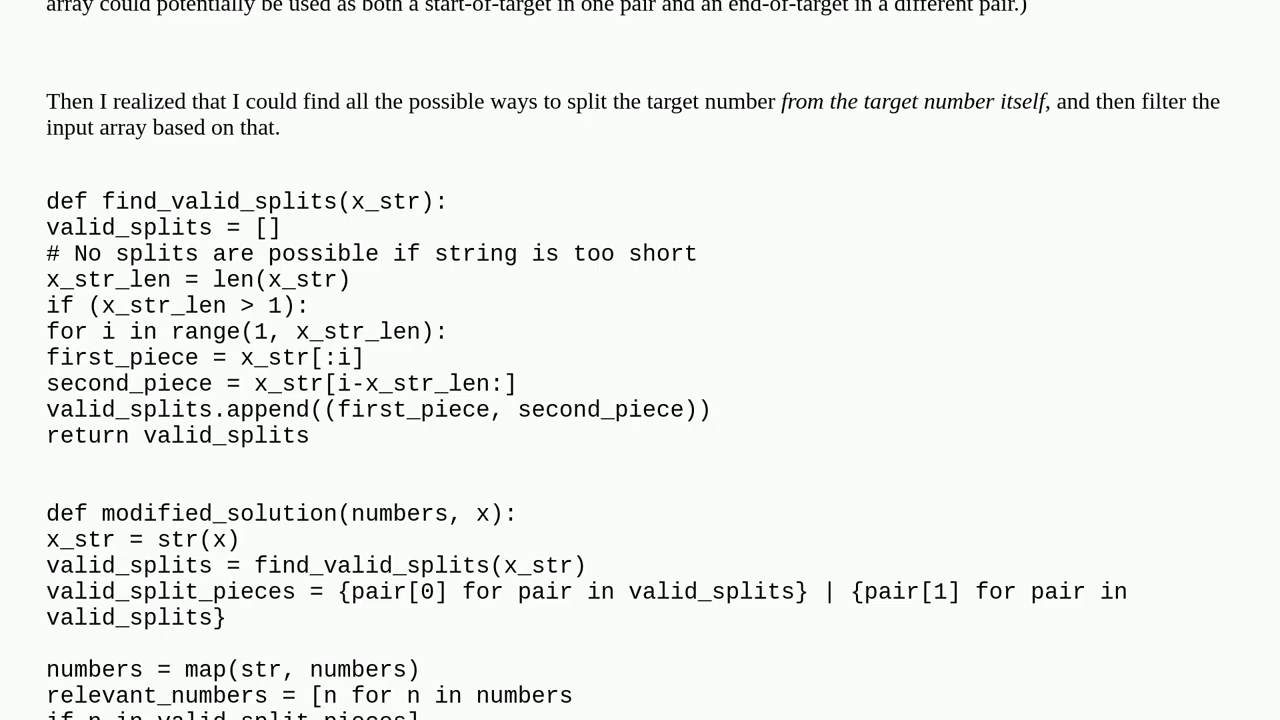 array could potentially be used as both a start-of-target in one pair and an end-of-target in a different pair.)
Then I realized that I could find all the possible ways to split the target number from the target number itself, and then filter the
input array based on that.
def find_valid_splits(x_str):
valid_splits = []
# No splits are possible if string is too short
x_str_len = len(x_str)
if (x_str_len > 1):
for i in range(1, x_str_len):
first_piece = x_str[:i]
second_piece = x_str[i-x_str_len:]
valid_splits.append((first_piece, second_piece))
return valid_splits
def modified_solution(numbers, x):
x_str = str(x)
valid_splits = find_valid_splits(x_str)
valid_split_pieces = {pair[0] for pair in valid_splits} | {pair[1] for pair in
valid_splits}
numbers = map(str, numbers)
relevant_numbers = [n for n in numbers
if n in valid_split_pieces]